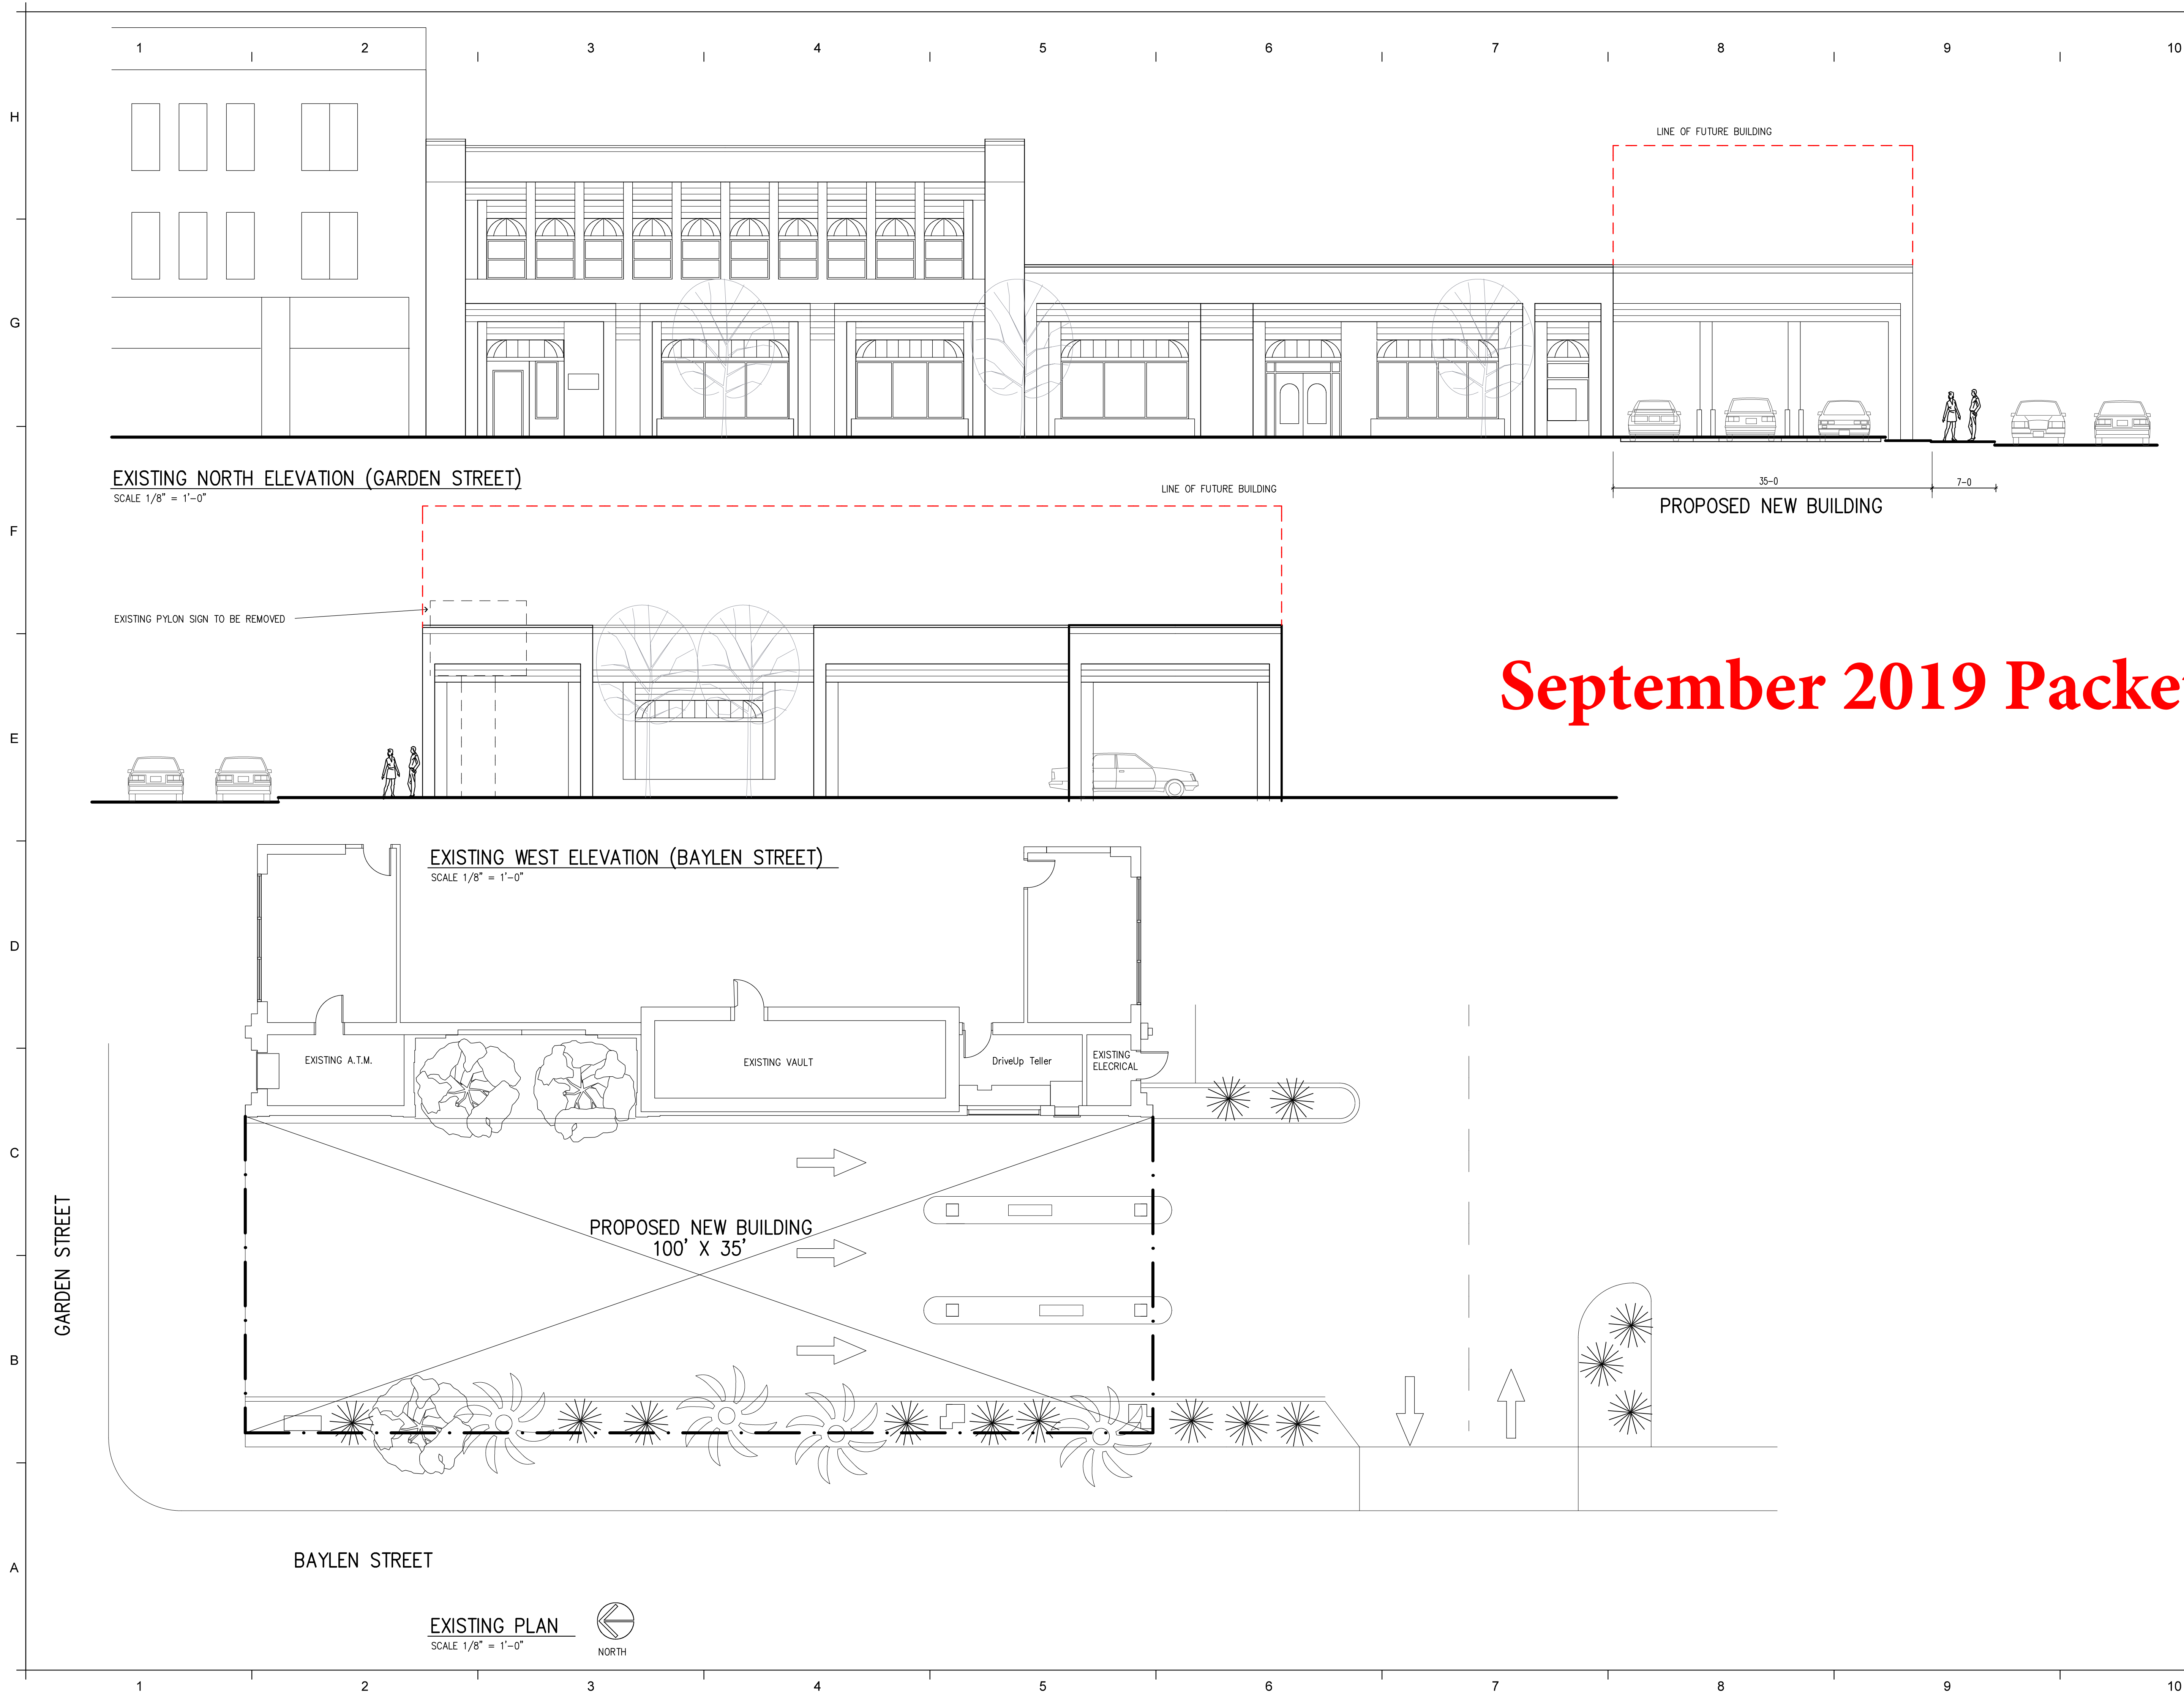 1 2 3 4 5 6 7 8 9 10
H
LINE OF FUTURE BUILDING
G
EXISTING NORTH ELEVATION (GARDEN STREET)
SCALE 1/8" = 1'-0"
35-0 7-0
PROPOSED NEW BUILDING
LINE OF FUTURE BUILDING
F
EXISTING PYLON SIGN TO BE REMOVED
September 2019 Packe
E
EXISTING WEST ELEVATION (BAYLEN STREET)
SCALE 1/8" = 1'-0"
D
EXISTING A.T.M.
EXISTING VAULT
DriveUp Teller
EXISTING
ELECRICAL
C
PROPOSED NEW BUILDING
100' X 35'
GARDEN STREET
B
BAYLEN STREET
A
EXISTING PLAN
SCALE 1/8" = 1'-0"
NORTH
1 2 3 4 5 6 7 8 9 10